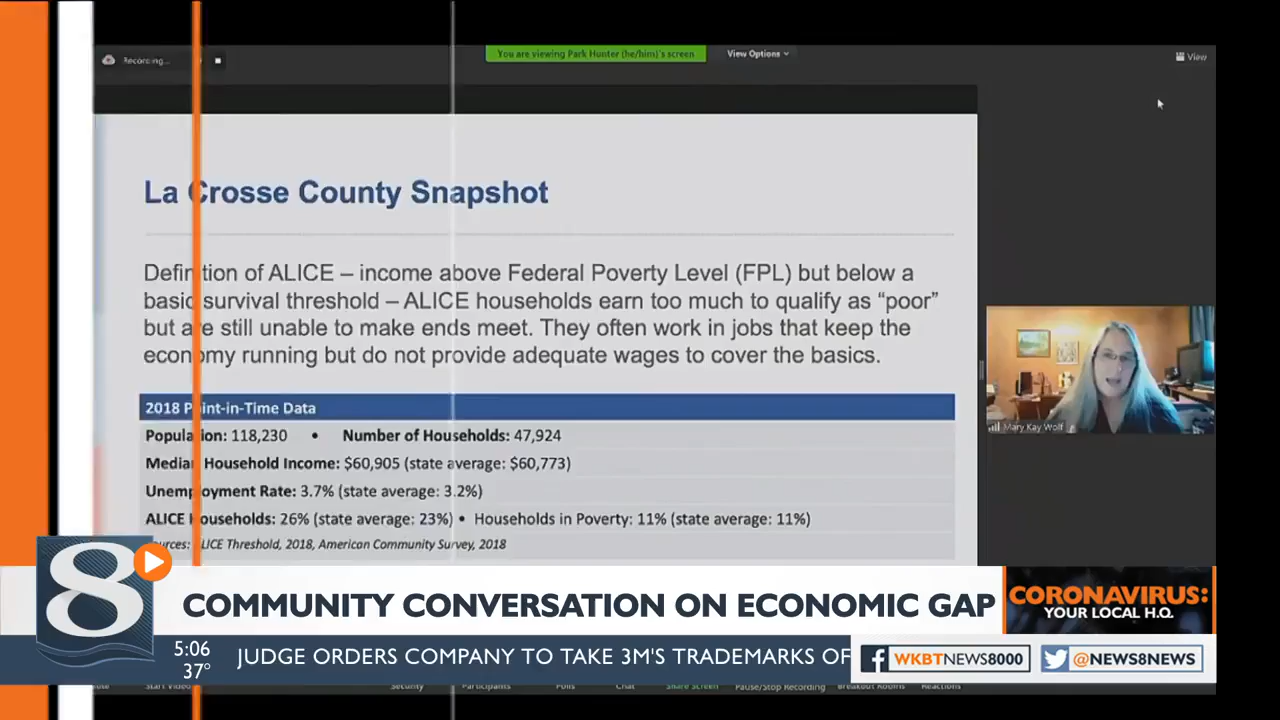 Recording...
You are viewing Park Hunter (he/him)'s screen
View Options
View
La Crosse County Snapshot
Definition of ALICE – income above Federal Poverty Level (FPL) but below a
basic survival threshold – ALICE households earn too much to qualify as “poor”
but are still unable to make ends meet. They often work in jobs that keep the
economy running but do not provide adequate wages to cover the basics.
2018 Point-in-Time Data
Population: 118,230 • Number of Households: 47,924
Median Household Income: $60,905 (state average: $60,773)
Unemployment Rate: 3.7% (state average: 3.2%)
ALICE Households: 26% (state average: 23%) • Households in Poverty: 11% (state average: 11%)
ALICE Threshold, 2018, American Community Survey, 2018
Mary Kay Wolf
8
COMMUNITY CONVERSATION ON ECONOMIC GAP
CORONAVIRUS:
YOUR LOCAL H.Q.
5:06
37°
JUDGE ORDERS COMPANY TO TAKE 3M'S TRADEMARKS OF
WKBTNEWS8000
@NEWS8NEWS
Start Video
Security
Participants
Polls
Chat
Share Screen
Pause/Stop Recording
Breakout Rooms
Reactions